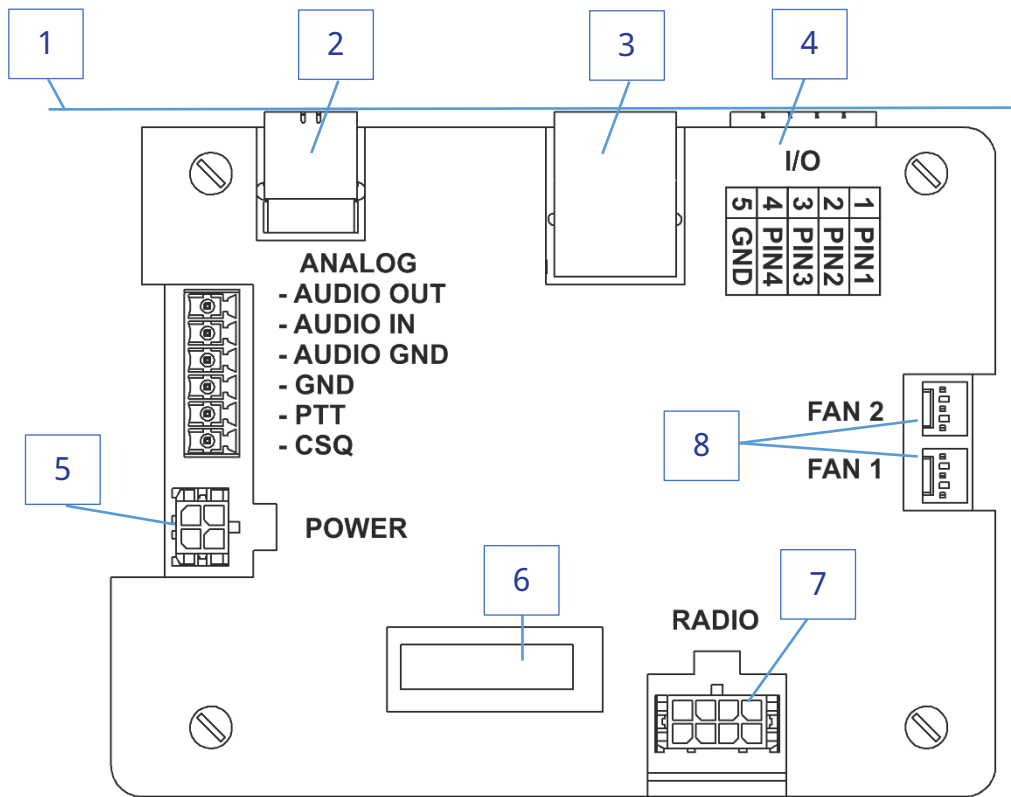 1
2
3
4
I/O
5 4 3 2 1
GND PIN4 PIN3 PIN2 PIN1
ANALOG
- AUDIO OUT
- AUDIO IN
- AUDIO GND
- GND
- PTT
- CSQ
FAN 2
8
FAN 1
5
POWER
6
7
RADIO